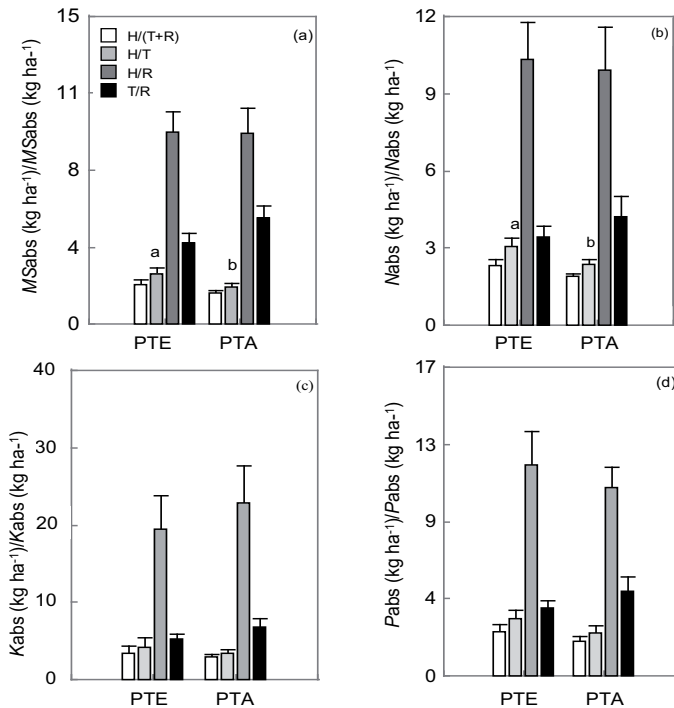 15
11
8
4
0
MSabs (kg ha-¹)/MSabs (kg ha-¹)
H/(T+R)
H/T
H/R
T/R
(a)
a
b
PTE
PTA
12
9
6
3
0
Nabs (kg ha-¹)/Nabs (kg ha-¹)
(b)
a
b
PTE
PTA
40
30
20
10
0
Kabs (kg ha-¹)/Kabs (kg ha-¹)
(c)
PTE
PTA
17
13
9
4
0
Pabs (kg ha-¹)/Pabs (kg ha-¹)
(d)
PTE
PTA